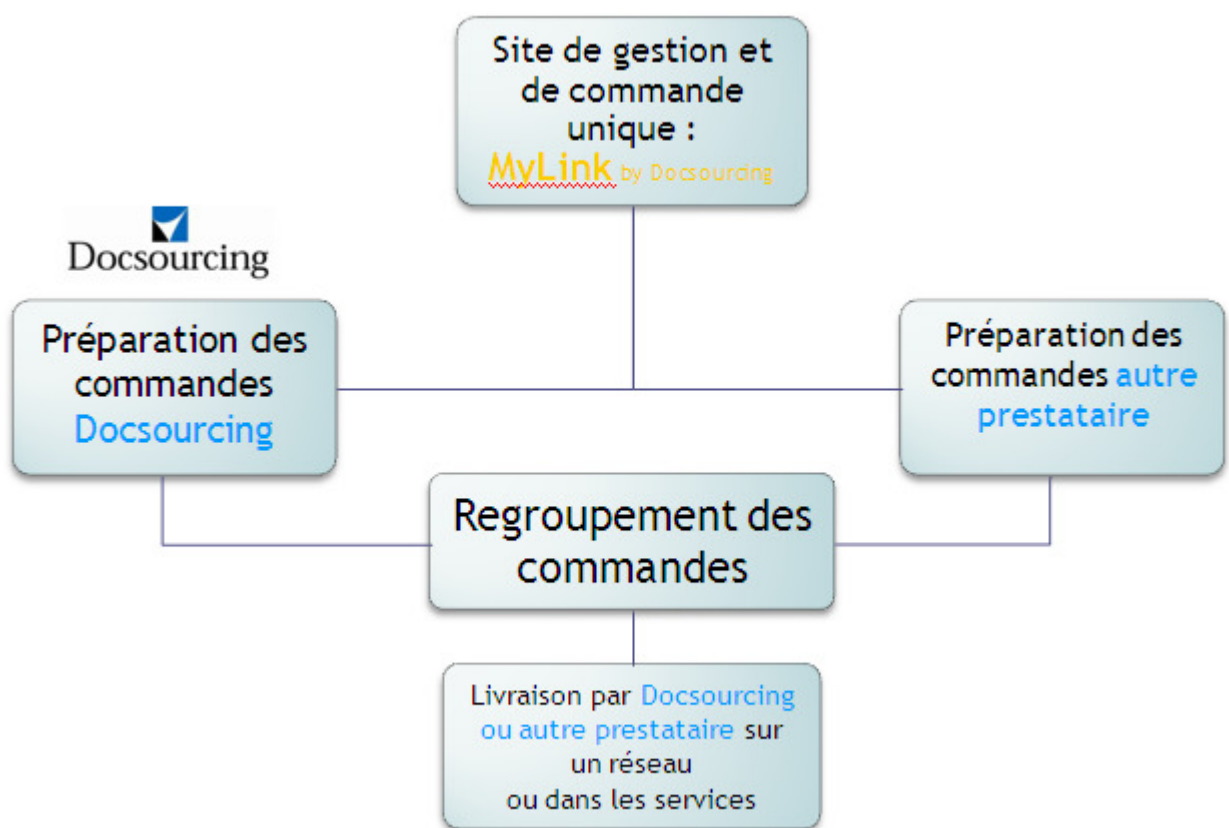 Site de gestion et
de commande
unique :
MyLink by Docsourcing
Docsourcing
Préparation des
commandes
Docsourcing
Préparation des
commandes autre
prestataire
Regroupement des
commandes
Livraison par Docsourcing
ou autre prestataire sur
un réseau
ou dans les services